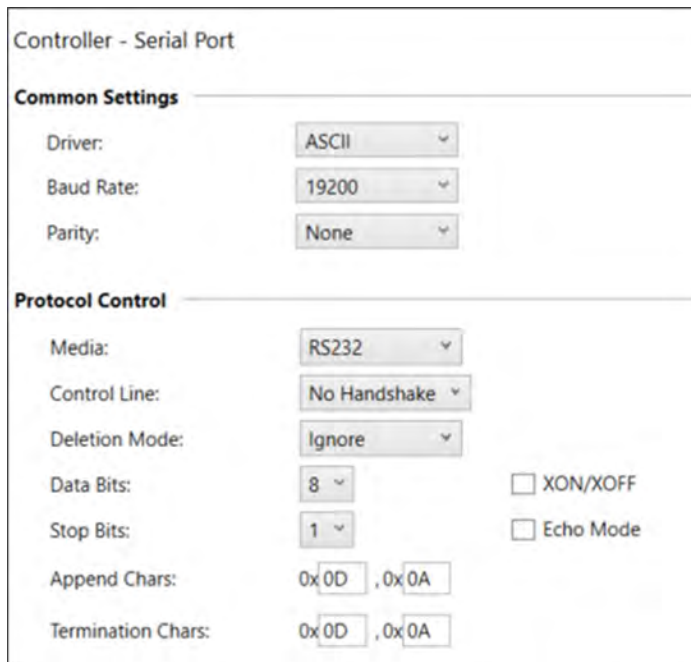 Controller - Serial Port
Common Settings
Driver: ASCII
Baud Rate: 19200
Parity: None
Protocol Control
Media: RS232
Control Line: No Handshake
Deletion Mode: Ignore
Data Bits: 8 XON/XOFF
Stop Bits: 1 Echo Mode
Append Chars: 0x 0D , 0x 0A
Termination Chars: 0x 0D , 0x 0A